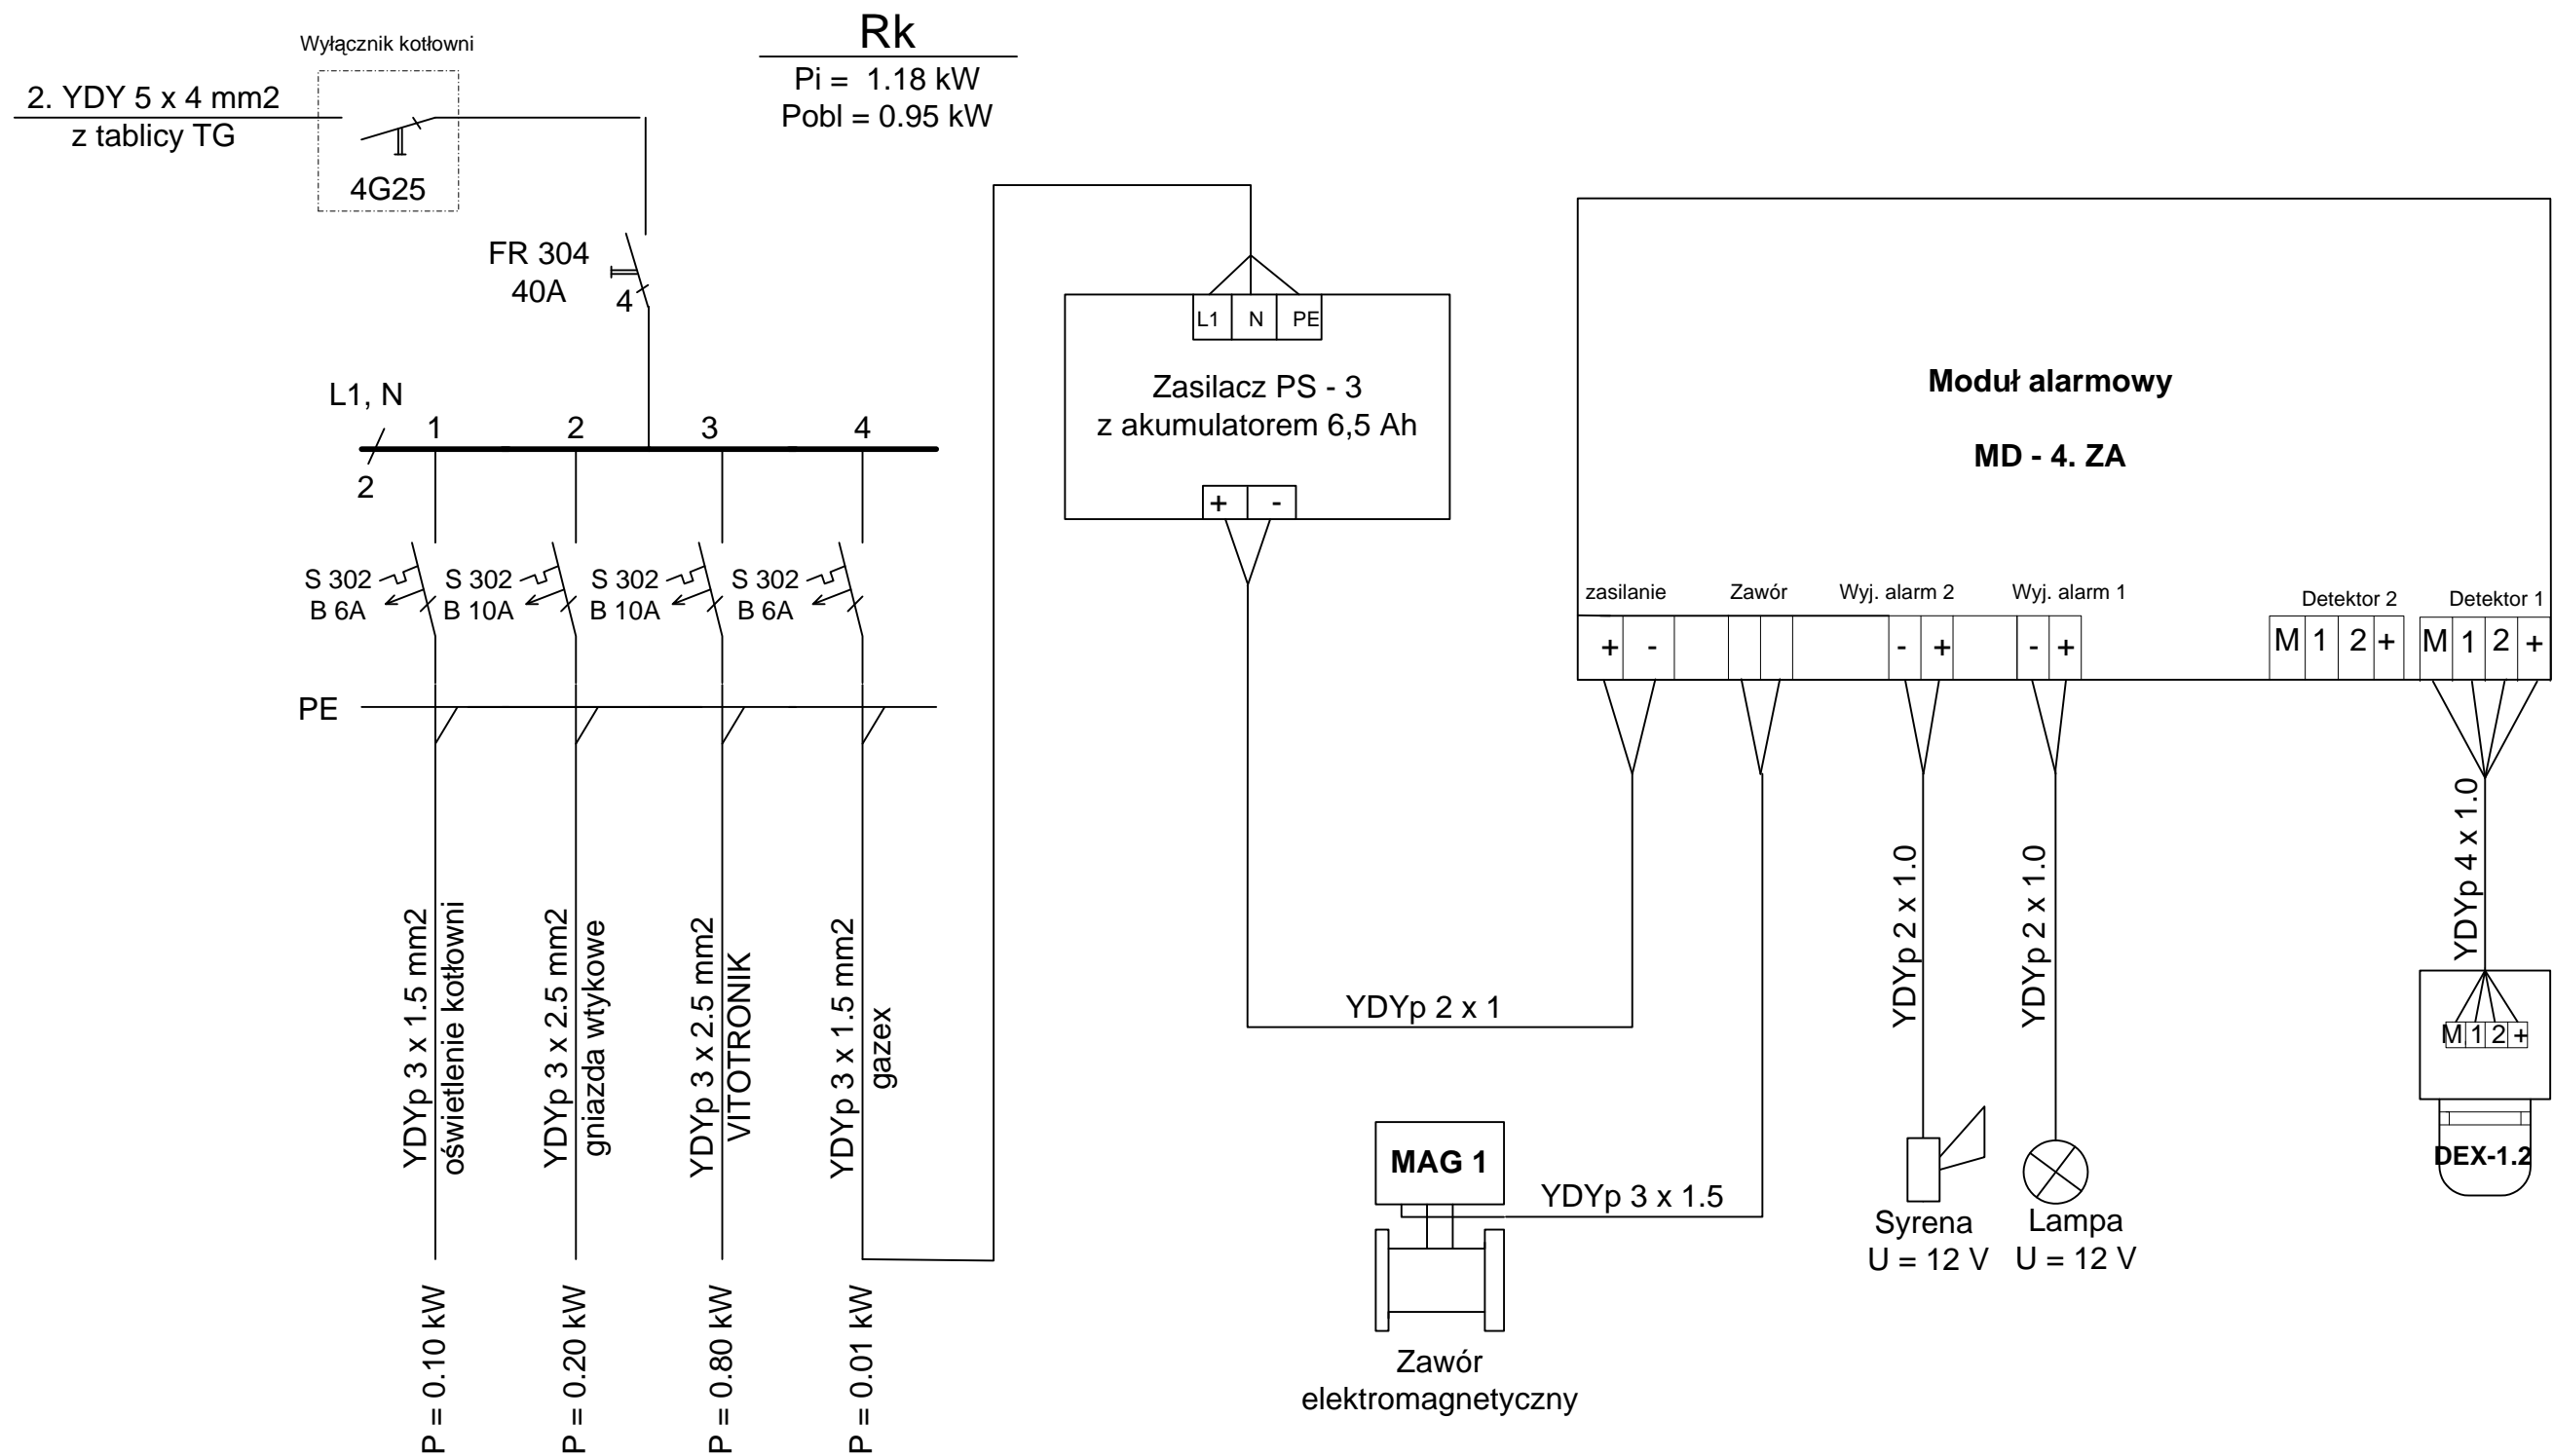 Wyłącznik kotłowni
2. YDY 5 x 4 mm2
z tablicy TG
4G25
Rk
Pi = 1.18 kW
Pobl = 0.95 kW
FR 304
40A
4
L1, N
2
1 2 3 4
S 302
B 6A
S 302
B 10A
S 302
B 10A
S 302
B 6A
PE
YDYp 3 x 1.5 mm2
oświetlenie kotłowni
P = 0.10 kW
YDYp 3 x 2.5 mm2
gniazda wtykowe
P = 0.20 kW
YDYp 3 x 2.5 mm2
VITOTRONIK
P = 0.80 kW
YDYp 3 x 1.5 mm2
gazex
P = 0.01 kW
L1 N PE
Zasilacz PS - 3
z akumulatorem 6,5 Ah
+ -
YDYp 2 x 1
Moduł alarmowy
MD - 4. ZA
zasilanie
+ -
Zawór
Wyj. alarm 2
- +
Wyj. alarm 1
- +
Detektor 2
M 1 2 +
Detektor 1
M 1 2 +
MAG 1
YDYp 3 x 1.5
Zawór
elektromagnetyczny
YDYp 2 x 1.0
Syrena
U = 12 V
YDYp 2 x 1.0
Lampa
U = 12 V
YDYp 4 x 1.0
M 1 2 +
DEX-1.2